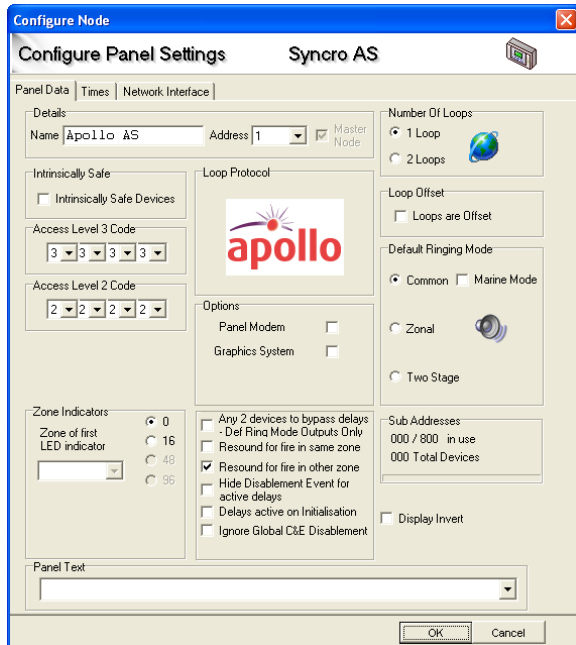 Configure Node
Configure Panel Settings Syncro AS
Panel Data Times Network Interface
Details
Name Apollo AS Address 1 Master Node
Number Of Loops
1 Loop
2 Loops
Intrinsically Safe
Intrinsically Safe Devices
Loop Protocol
apollo
Loop Offset
Loops are Offset
Access Level 3 Code
3 3 3 3
Default Ringing Mode
Common Marine Mode
Zonal
Two Stage
Access Level 2 Code
2 2 2 2
Options
Panel Modem
Graphics System
Zone Indicators
Zone of first
LED indicator
0
16
48
96
Any 2 devices to bypass delays
- Def Ring Mode Outputs Only
Resound for fire in same zone
Resound for fire in other zone
Hide Disablement Event for
active delays
Delays active on Initialisation
Ignore Global C&E Disablement
Sub Addresses
000 / 800 in use
000 Total Devices
Display Invert
Panel Text
OK Cancel